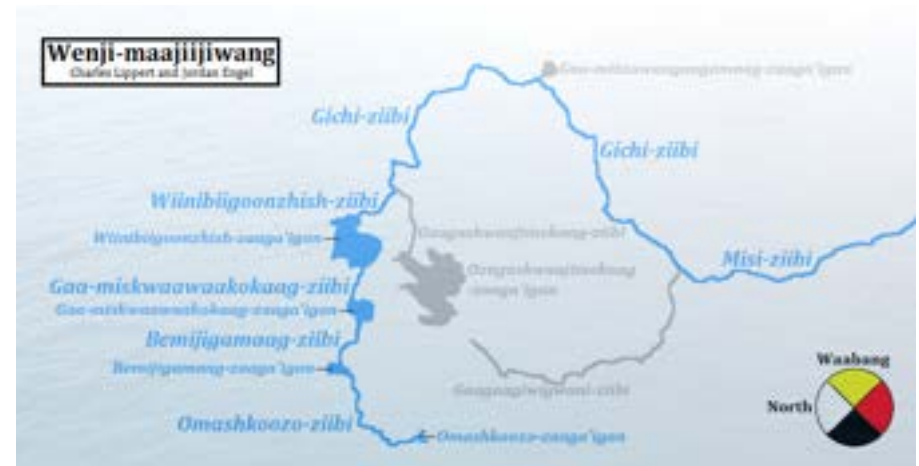 Wenji-maajiijiwang
Charles Lippert and Jordan Engel
Gichi-ziibi
Gichi-ziibi
Wiinibiigoonzhish-ziibi
Wiinibiigoonzhish-zaaga'igan
Misi-ziibi
Gaa-miskwaawaakokaag-ziibi
Gaa-miskwaawaakokaag-zaaga'igan
Bemijigamaag-ziibi
Bemijigamaag-zaaga'igan
Omashkoozo-ziibi
Omashkoozo-zaaga'igan
Waabang
North